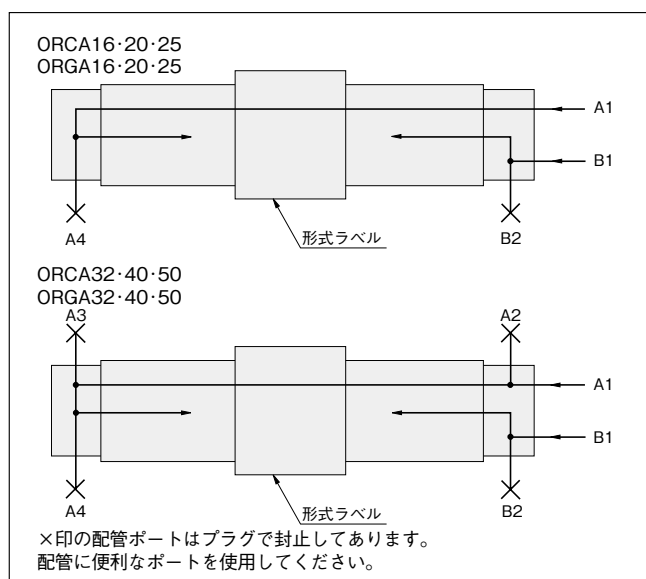 ORCA16·20·25
ORGA16·20·25
A1
B1
A4
B2
形式ラベル
ORCA32·40·50
ORGA32·40·50
A3
A2
A1
B1
A4
B2
形式ラベル
×印の配管ポートはプラグで封止してあります。
配管に便利なポートを使用してください。